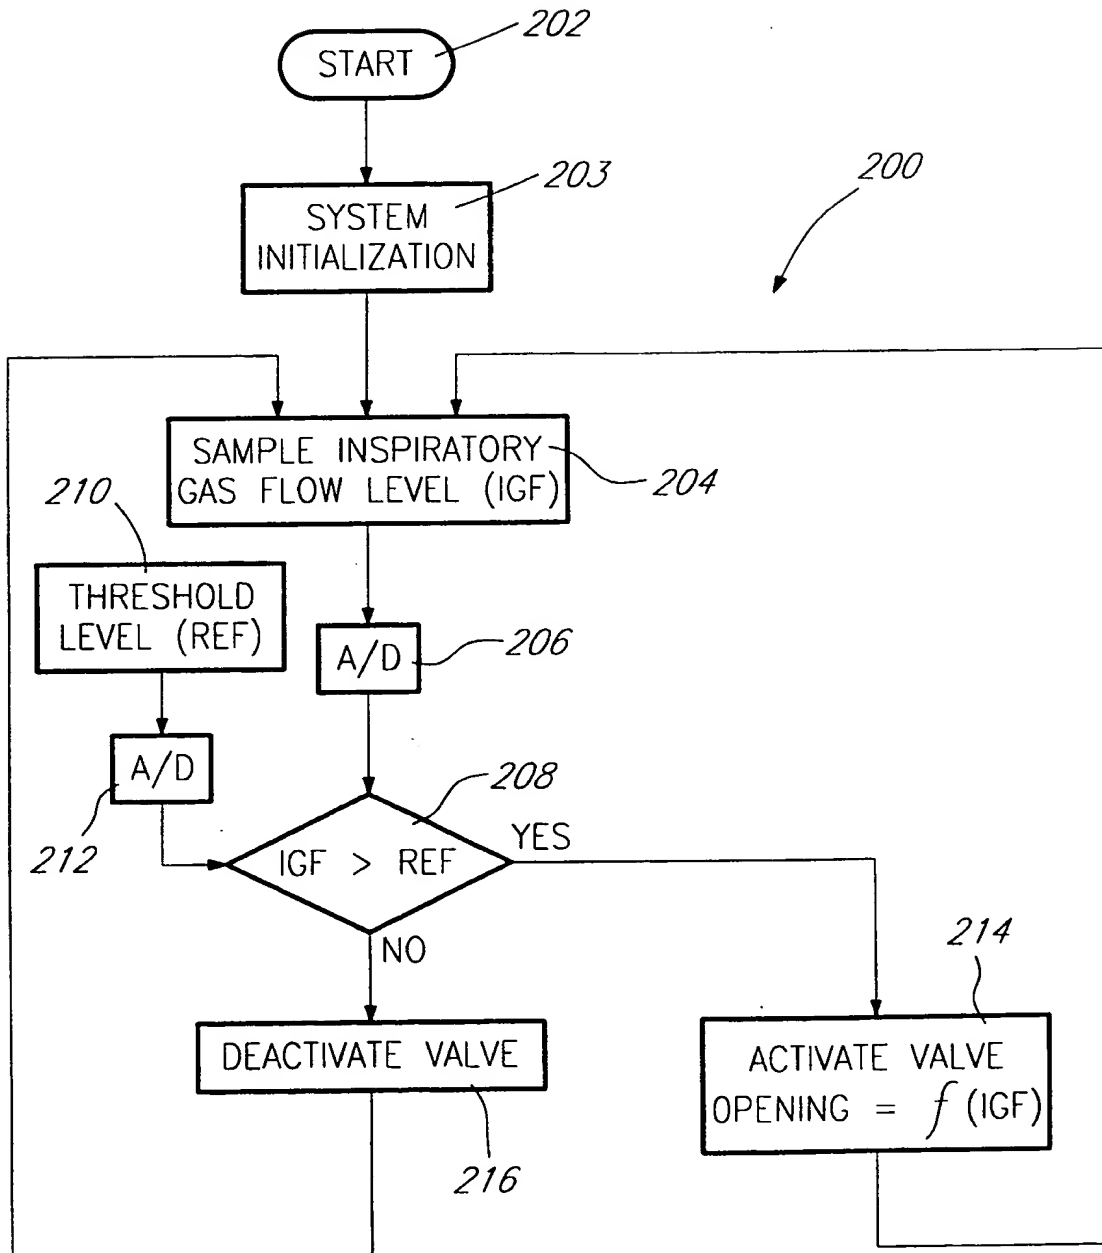 202
START
203
SYSTEM
INITIALIZATION
200
SAMPLE INSPIRATORY
GAS FLOW LEVEL (IGF)
204
210
THRESHOLD
LEVEL (REF)
A/D
206
A/D
212
208
IGF > REF
YES
NO
214
DEACTIVATE VALVE
216
ACTIVATE VALVE
OPENING = f (IGF)